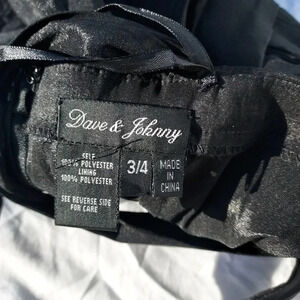 Dave & Johnny
SELF
100% POLYESTER
LINING
100% POLYESTER
SEE REVERSE SIDE
FOR CARE
3/4
MADE
IN
CHINA